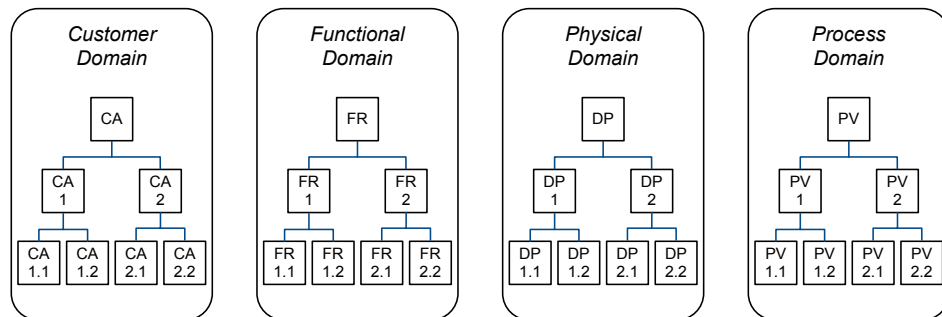 Customer
Domain
CA
CA
1
CA
2
CA
1.1
CA
1.2
CA
2.1
CA
2.2
Functional
Domain
FR
FR
1
FR
2
FR
1.1
FR
1.2
FR
2.1
FR
2.2
Physical
Domain
DP
DP
1
DP
2
DP
1.1
DP
1.2
DP
2.1
DP
2.2
Process
Domain
PV
PV
1
PV
2
PV
1.1
PV
1.2
PV
2.1
PV
2.2